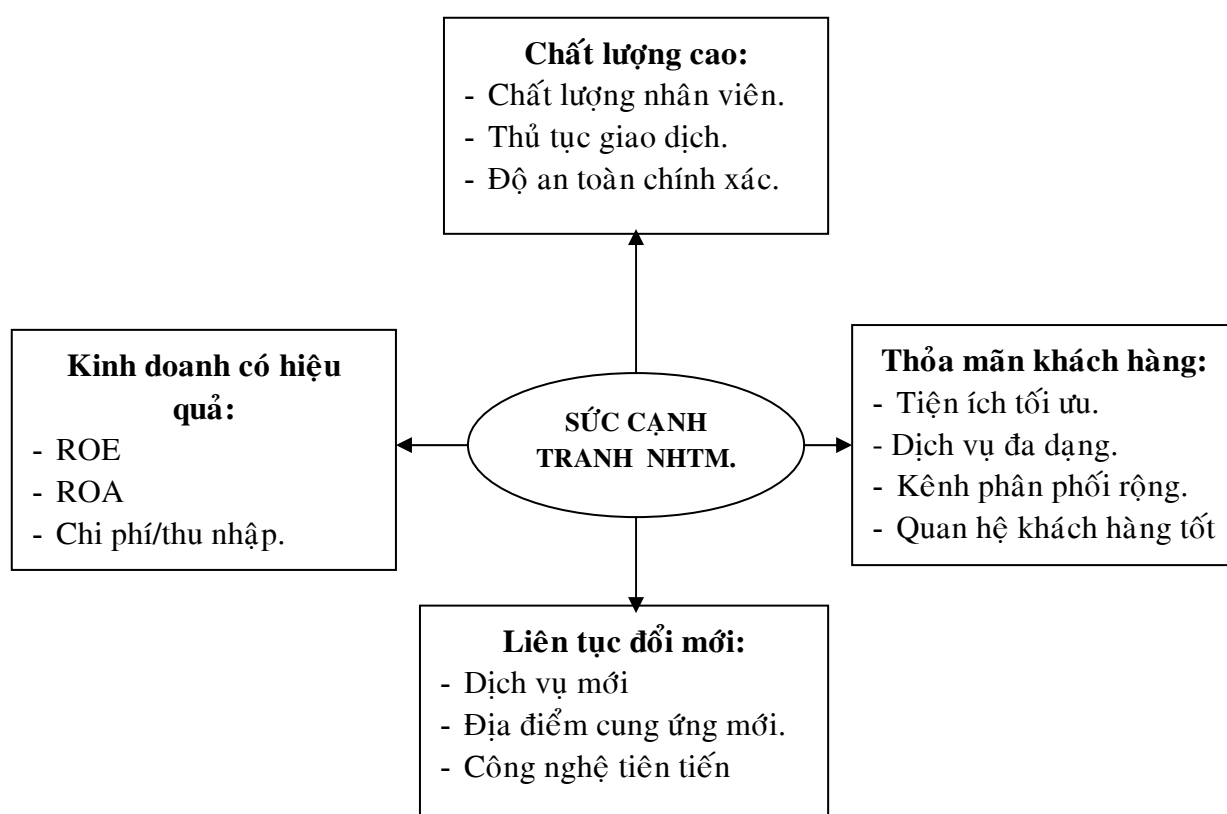 Chất lượng cao:
- Chất lượng nhân viên.
- Thủ tục giao dịch.
- Độ an toàn chính xác.
Kinh doanh có hiệu
quả:
- ROE
- ROA
- Chi phí/thu nhập.
SỨC CẠNH
TRANH NHTM.
Thỏa mãn khách hàng:
- Tiện ích tối ưu.
- Dịch vụ đa dạng.
- Kênh phân phối rộng.
- Quan hệ khách hàng tốt
Liên tục đổi mới:
- Dịch vụ mới
- Địa điểm cung ứng mới.
- Công nghệ tiên tiến